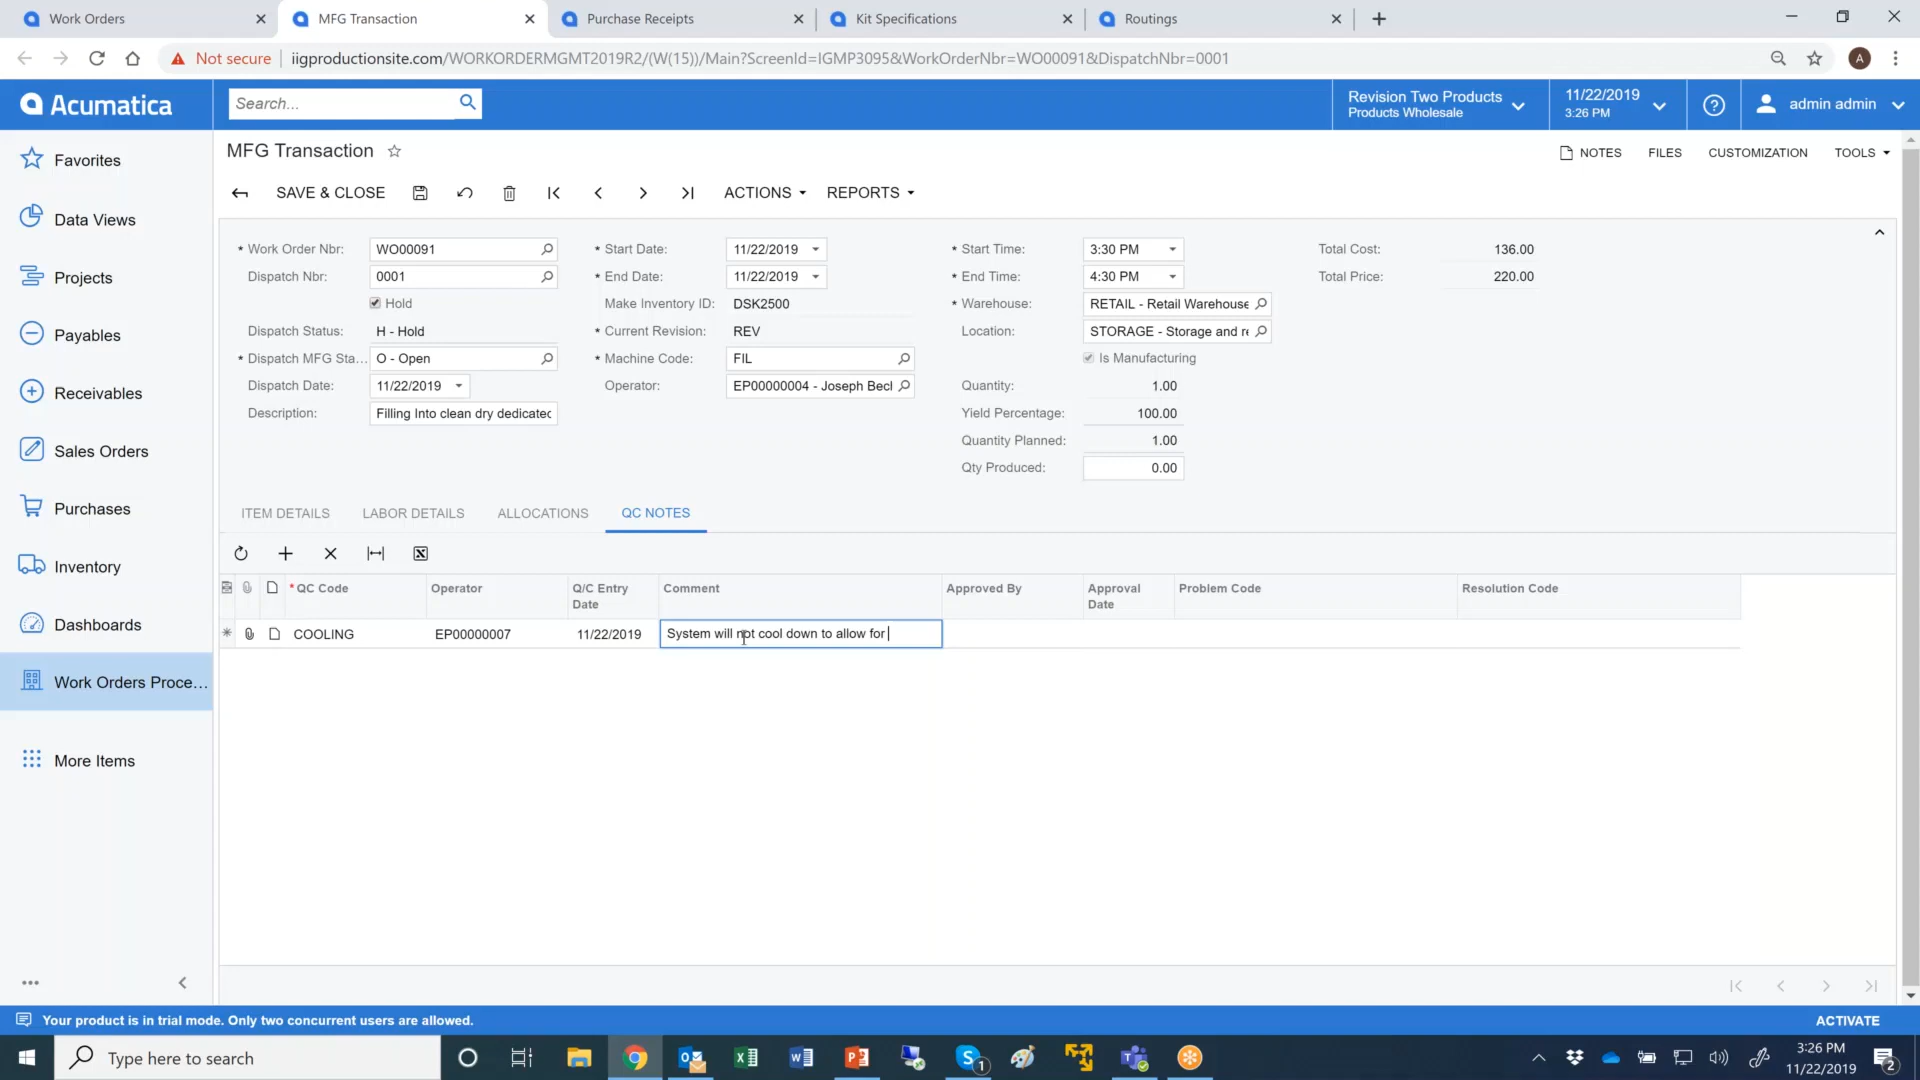 Work Orders
MFG Transaction
Purchase Receipts
Kit Specifications
Routings
Not secure
iigproductionsite.com/WORKORDERMGMT2019R2/(W(15))/Main?ScreenId=IGMP3095&WorkOrderNbr=WO00091&DispatchNbr=0001
A
Acumatica
Search...
Revision Two Products
Products Wholesale
11/22/2019
3:26 PM
admin admin
Favorites
Data Views
Projects
Payables
Receivables
Sales Orders
Purchases
Inventory
Dashboards
Work Orders Proce...
More Items
MFG Transaction
NOTES FILES CUSTOMIZATION TOOLS
SAVE & CLOSE
ACTIONS
REPORTS
* Work Order Nbr: WO00091
Dispatch Nbr: 0001
Hold
Dispatch Status: H - Hold
* Dispatch MFG Sta... O - Open
Dispatch Date: 11/22/2019
Description: Filling Into clean dry dedicated
* Start Date: 11/22/2019
* End Date: 11/22/2019
Make Inventory ID: DSK2500
* Current Revision: REV
* Machine Code: FIL
Operator: EP00000004 - Joseph Becl
* Start Time: 3:30 PM
* End Time: 4:30 PM
* Warehouse: RETAIL - Retail Warehouse
Location: STORAGE - Storage and re
Is Manufacturing
Quantity: 1.00
Yield Percentage: 100.00
Quantity Planned: 1.00
Qty Produced: 0.00
Total Cost: 136.00
Total Price: 220.00
ITEM DETAILS LABOR DETAILS ALLOCATIONS QC NOTES
* QC Code
Operator
Q/C Entry
Date
Comment
Approved By
Approval
Date
Problem Code
Resolution Code
COOLING EP00000007 11/22/2019 System will not cool down to allow for
Your product is in trial mode. Only two concurrent users are allowed.
ACTIVATE
Type here to search
1
3:26 PM
11/22/2019
2